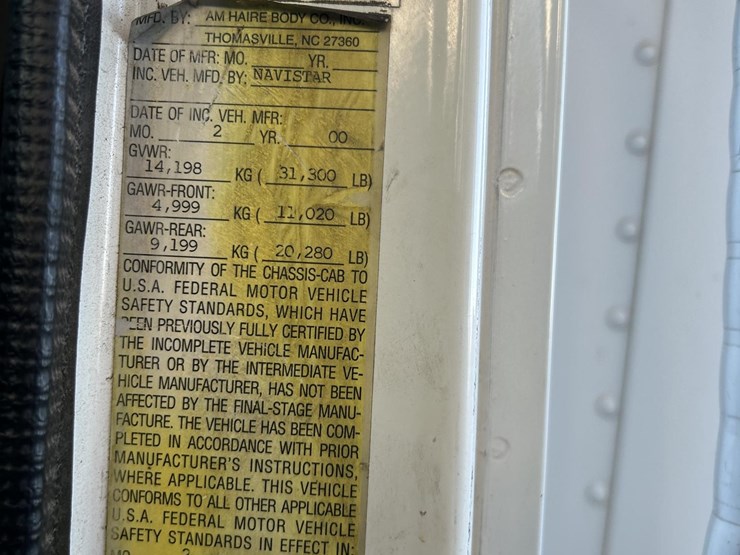 MFD. BY: AM HAIRE BODY CO., INC
THOMASVILLE, NC 27360
DATE OF MFR: MO. YR.
INC. VEH. MFD. BY: NAVISTAR
DATE OF INC. VEH. MFR:
MO. 2 YR. 00
GVWR:
14,198 KG ( 31,300 LB)
GAWR-FRONT:
4,999 KG ( 11,020 LB)
GAWR-REAR:
9,199 KG ( 20,280 LB)
CONFORMITY OF THE CHASSIS-CAB TO
U.S.A. FEDERAL MOTOR VEHICLE
SAFETY STANDARDS, WHICH HAVE
BEEN PREVIOUSLY FULLY CERTIFIED BY
THE INCOMPLETE VEHICLE MANUFAC-
TURER OR BY THE INTERMEDIATE VE-
HICLE MANUFACTURER, HAS NOT BEEN
AFFECTED BY THE FINAL-STAGE MANU-
FACTURE. THE VEHICLE HAS BEEN COM-
PLETED IN ACCORDANCE WITH PRIOR
MANUFACTURER'S INSTRUCTIONS,
WHERE APPLICABLE. THIS VEHICLE
CONFORMS TO ALL OTHER APPLICABLE
U.S.A. FEDERAL MOTOR VEHICLE
SAFETY STANDARDS IN EFFECT IN: